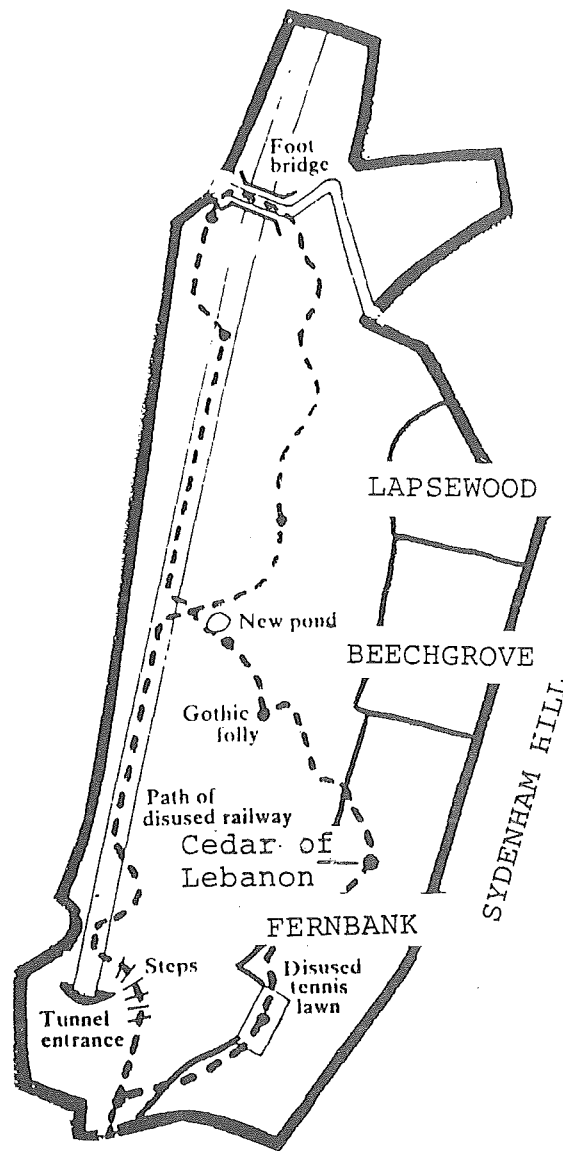 Foot
bridge
LAPSEWOOD
New pond
BEECHGROVE
Gothic
folly
SYDENHAM HILL
Path of
disused railway
Cedar of
Lebanon
FERNBANK
Steps
Disused
tennis
lawn
Tunnel
entrance